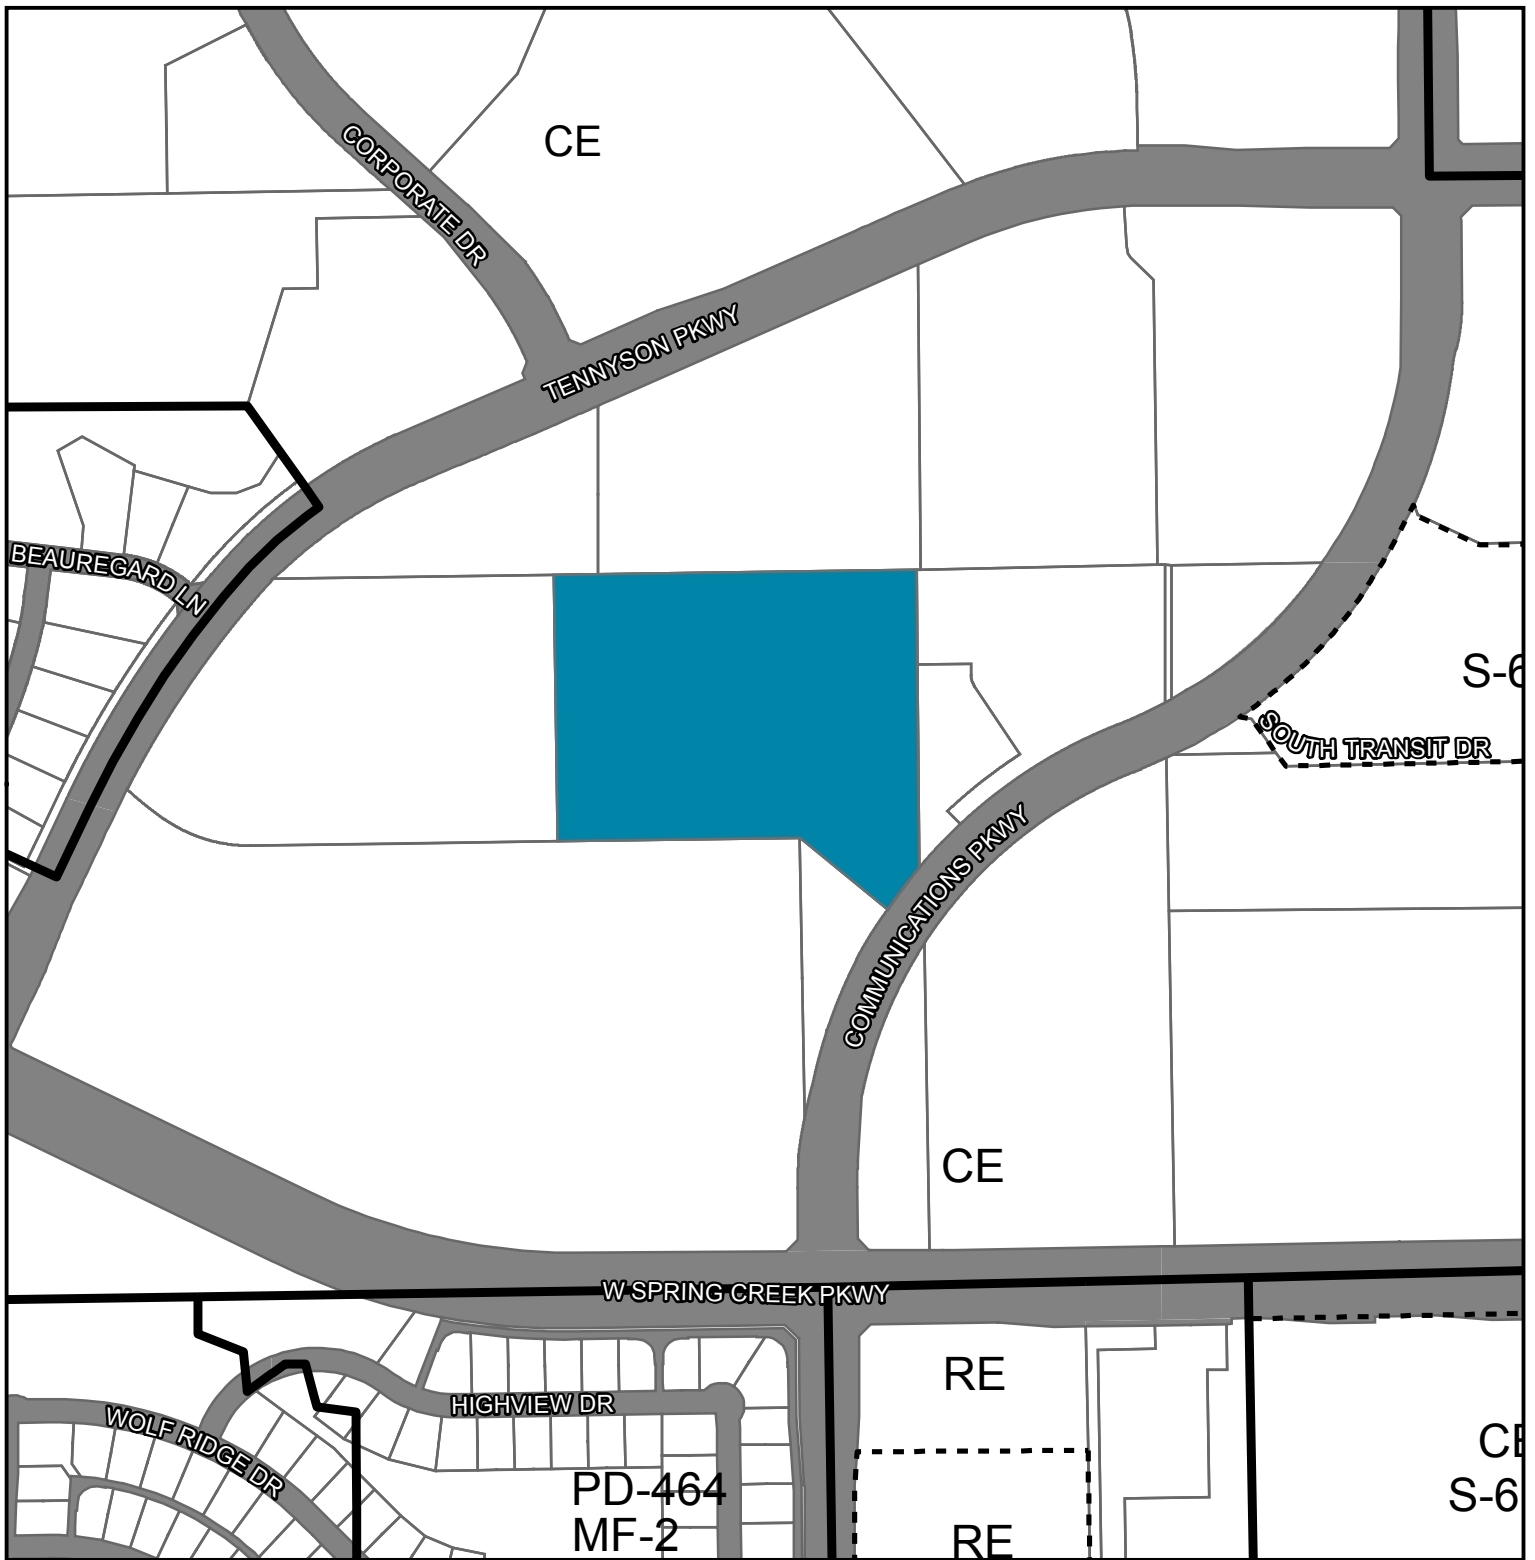 CE
CORPORATE DR
TENNYSON PKWY
BEAUREGARD LN
S-6
SOUTH TRANSIT DR
COMMUNICATIONS PKWY
CE
W SPRING CREEK PKWY
RE
HIGHVIEW DR
WOLF RIDGE DR
CE
PD-464
S-6
MF-2
RE